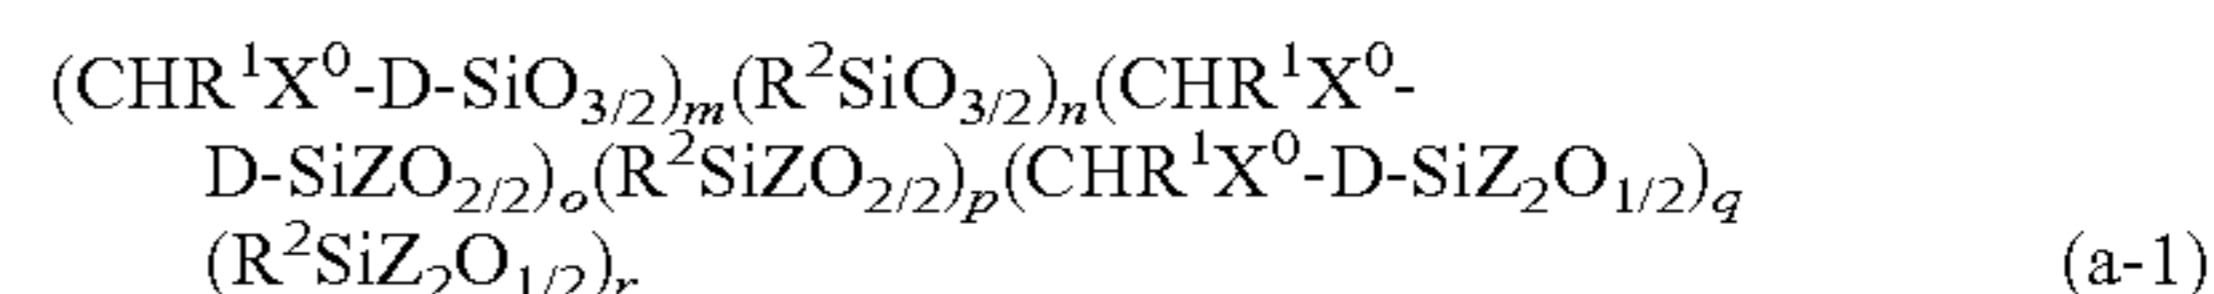 (CHR¹X⁰-D-SiO₃/₂)ₘ(R²SiO₃/₂)ₙ(CHR¹X⁰-
D-SiZO₂/₂)ₒ(R²SiZO₂/₂)ₚ(CHR¹X⁰-D-SiZ₂O₁/₂)q
(R²SiZ₂O₁/₂)ᵣ (a-1)